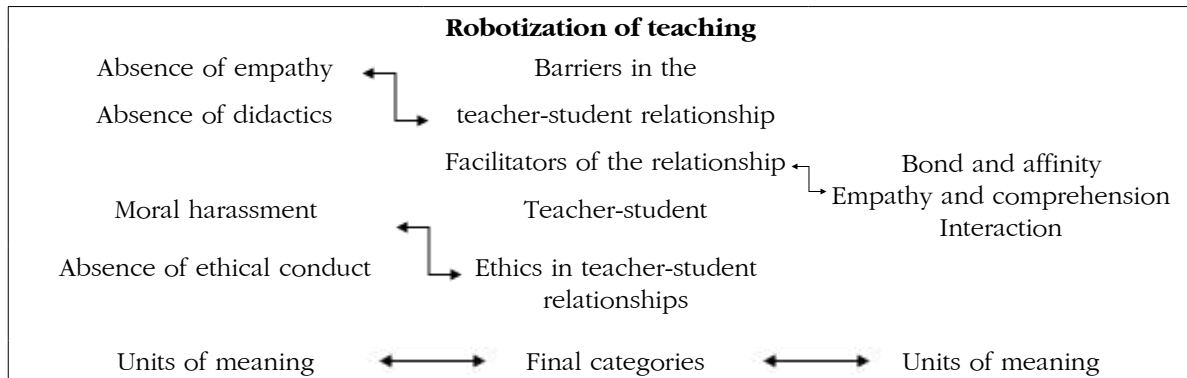 Robotization of teaching
Absence of empathy
Barriers in the
Absence of didactics
teacher-student relationship
Facilitators of the relationship
Bond and affinity
Empathy and comprehension
Moral harassment
Teacher-student
Interaction
Absence of ethical conduct
Ethics in teacher-student
relationships
Units of meaning
Final categories
Units of meaning